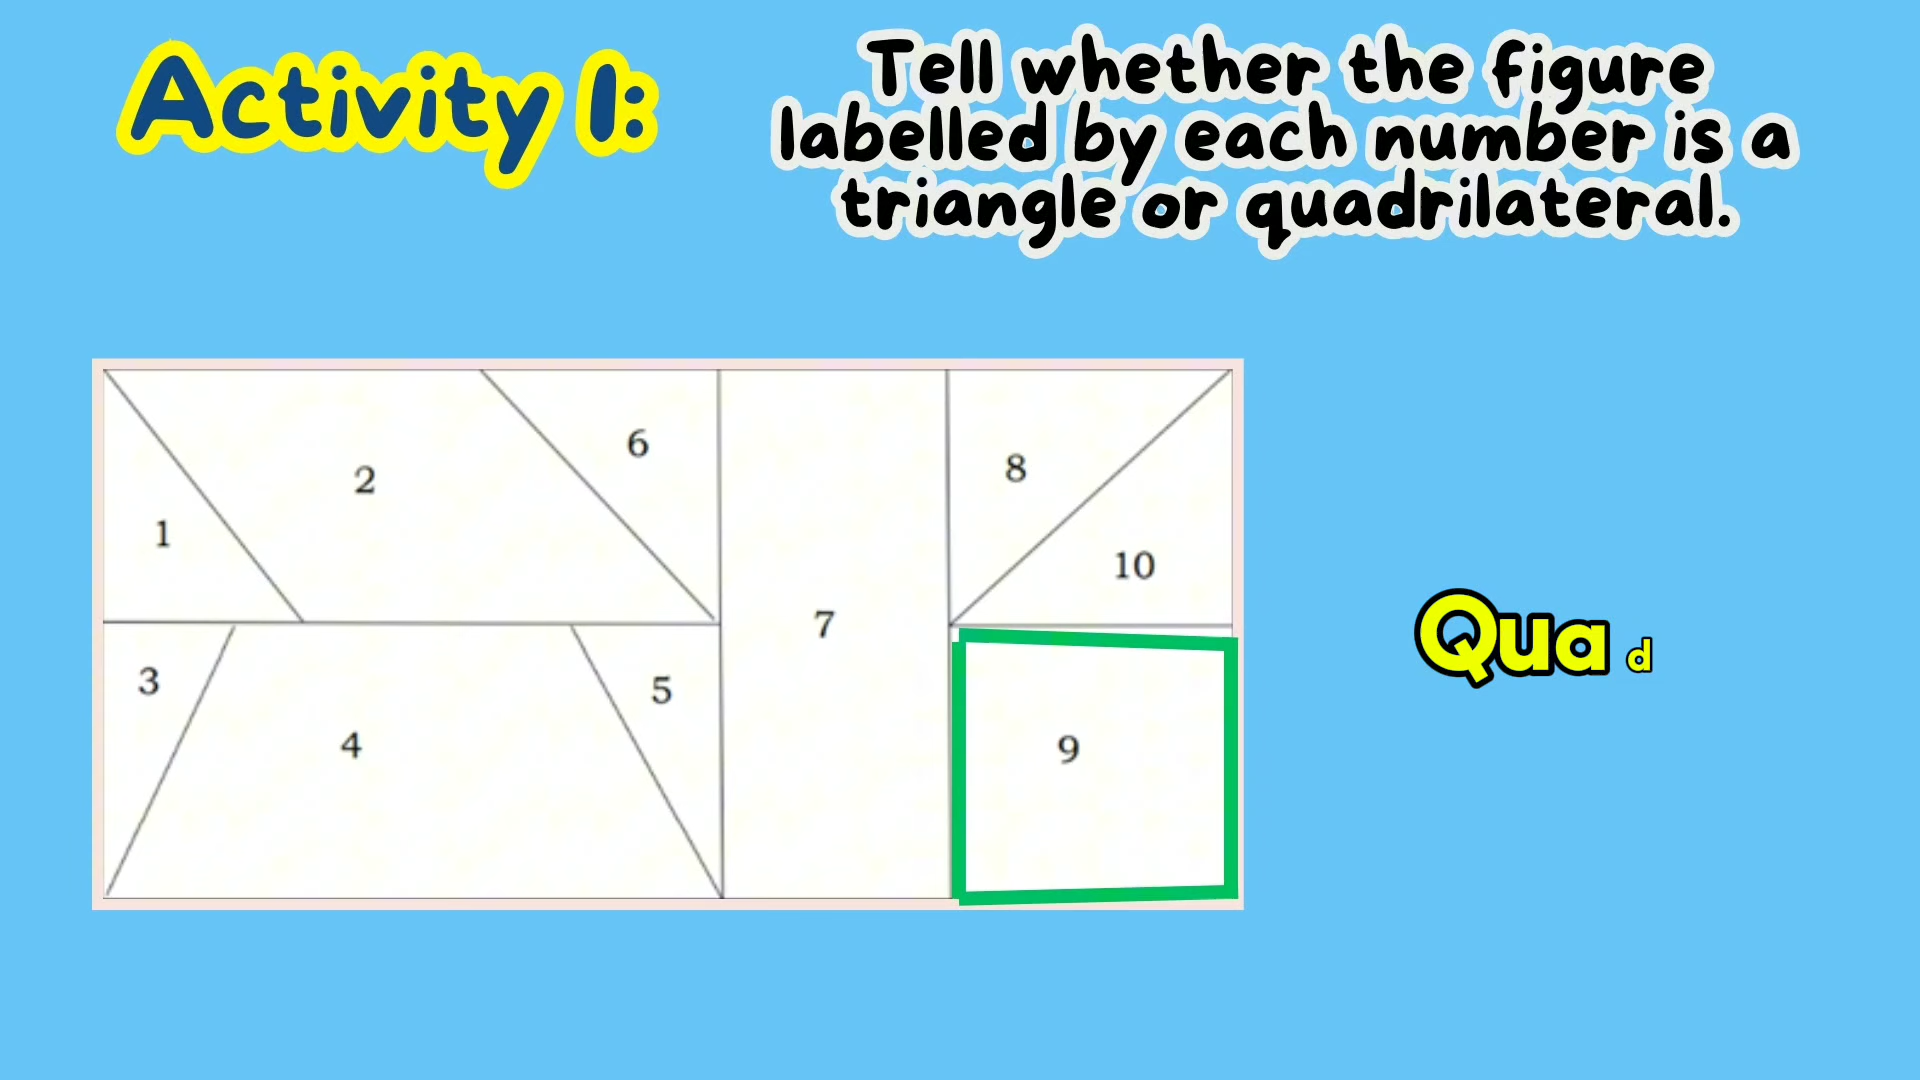 Activity 1:
Tell whether the figure
labelled by each number is a
triangle or quadrilateral.
6
8
2
1
10
7
3
5
4
9
Quad